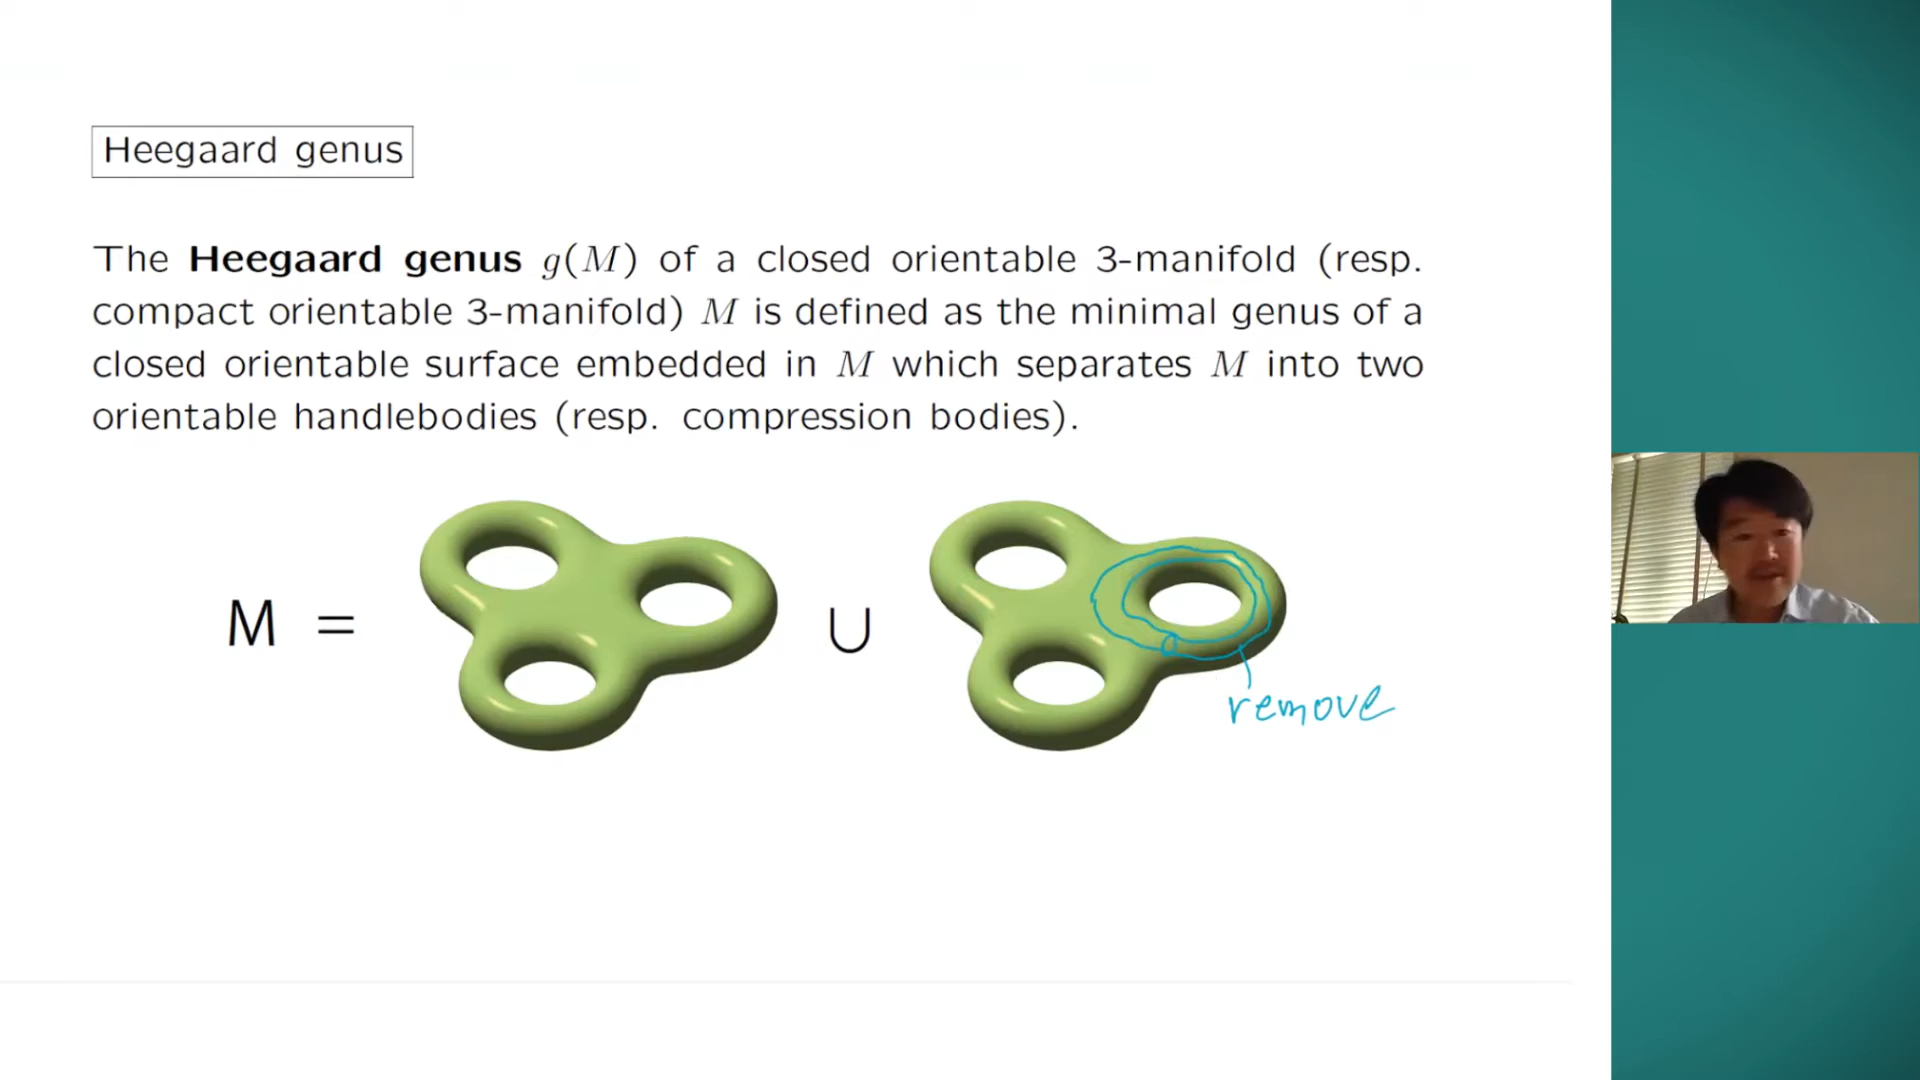 Heegaard genus
The Heegaard genus g(M) of a closed orientable 3-manifold (resp.
compact orientable 3-manifold) M is defined as the minimal genus of a
closed orientable surface embedded in M which separates M into two
orientable handlebodies (resp. compression bodies).
M = ∪
remove